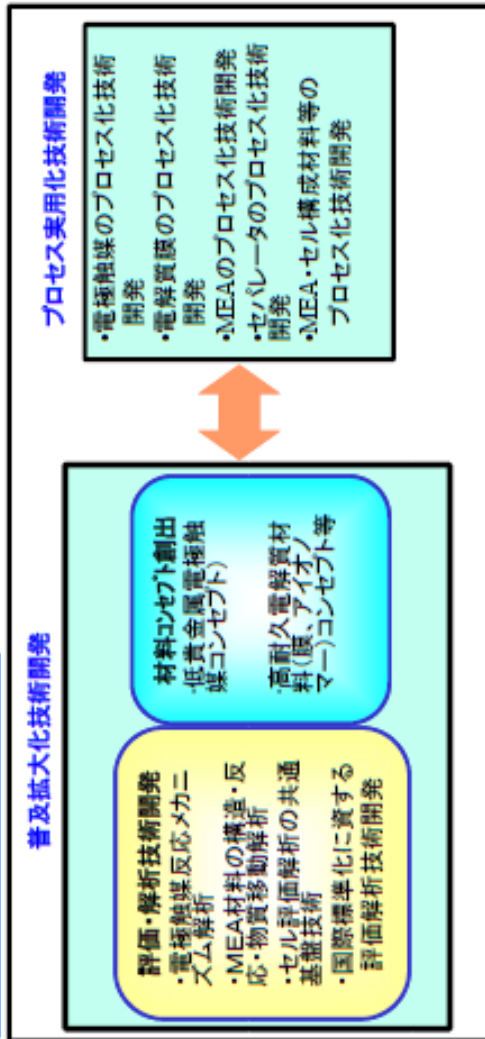 普及拡大化技術開発
評価・解析技術開発
・電極触媒反応メカニ
ズム解析
・MEA材料の構造・反
応・物質移動解析
・セル評価解析の共通
基盤技術
・国際標準化に資する
評価解析技術開発
材料コンセプト創出
・低貴金属電極触
媒コンセプト)
・高耐久電解質材
料(膜、アイオノ
マー)コンセプト等
プロセス実用化技術開発
・電極触媒のプロセス化技術
開発
・電解質膜のプロセス化技術
開発
・MEAのプロセス化技術開発
・セパレータのプロセス化技術
開発
・MEA・セル構成材料等の
プロセス化技術開発